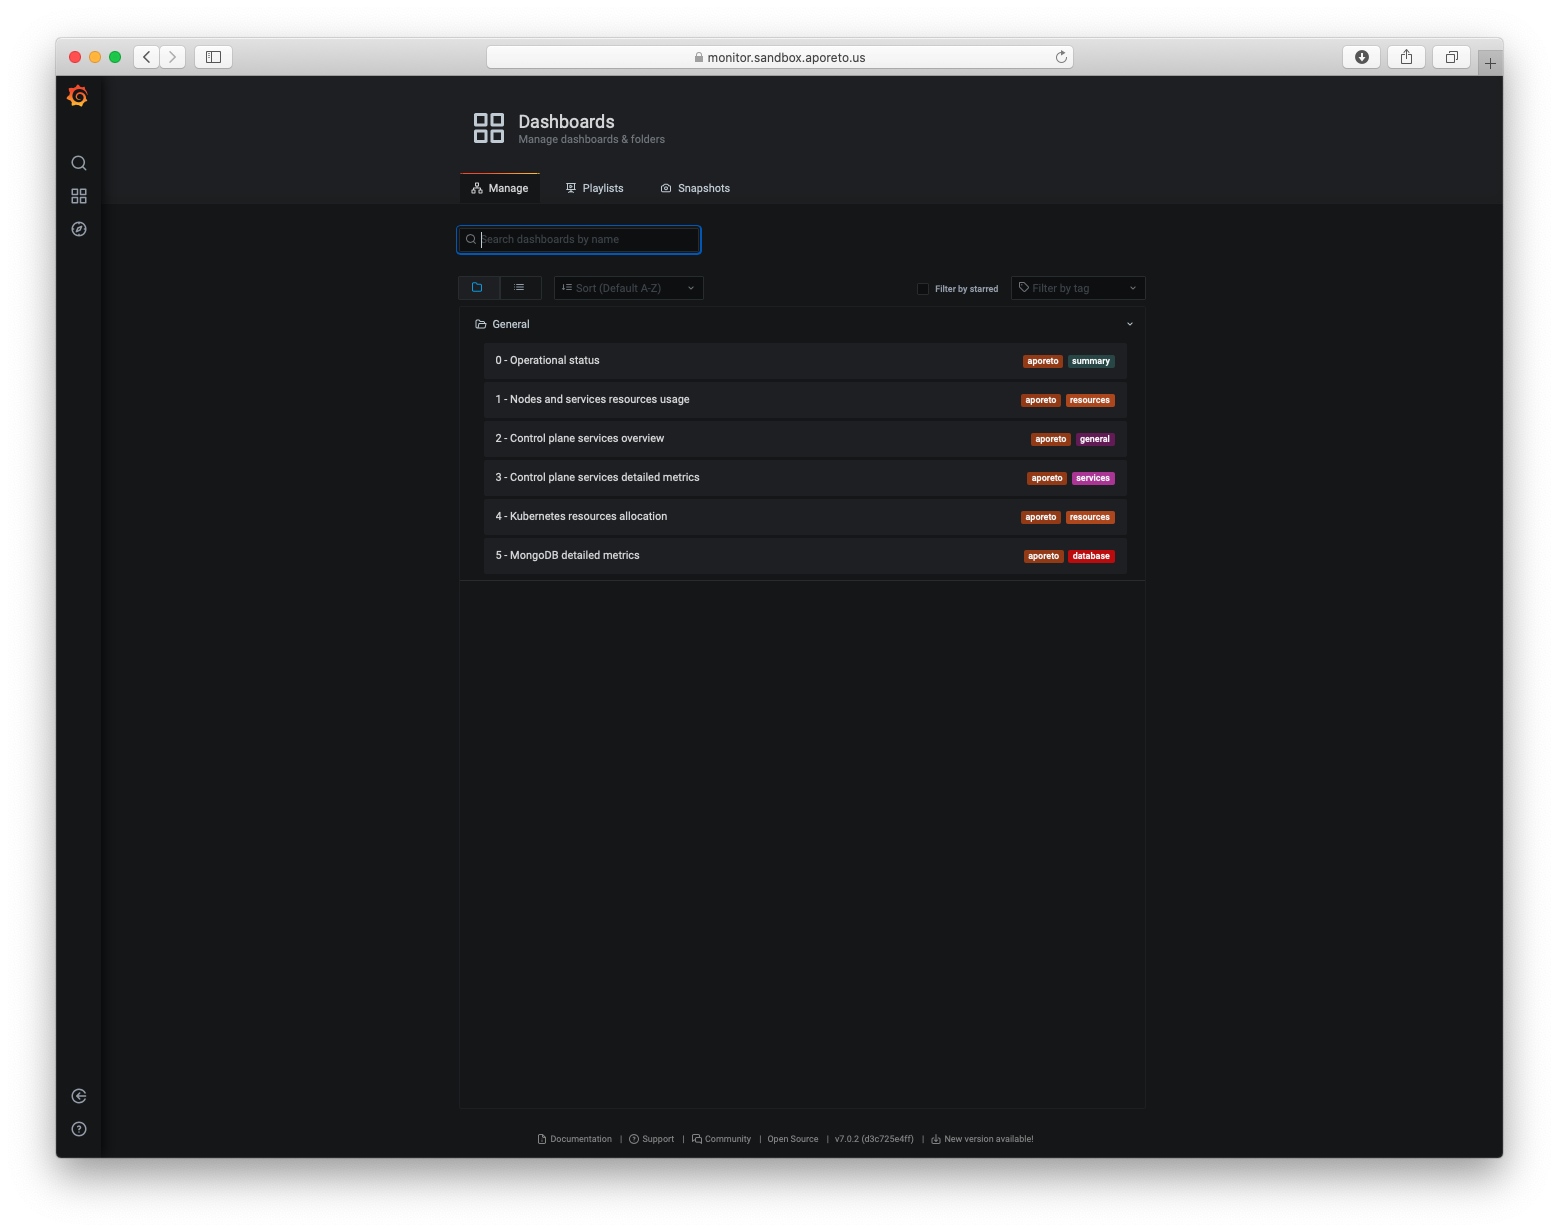 monitor.sandbox.aporeto.us
Dashboards
Manage dashboards & folders
Manage Playlists Snapshots
Search dashboards by name
Sort (Default A-Z) Filter by starred Filter by tag
General
0 - Operational status aporeto summary
1 - Nodes and services resources usage aporeto resources
2 - Control plane services overview aporeto general
3 - Control plane services detailed metrics aporeto services
4 - Kubernetes resources allocation aporeto resources
5 - MongoDB detailed metrics aporeto database
Documentation | Support | Community | Open Source | v7.0.2 (d3c725e4ff) | New version available!